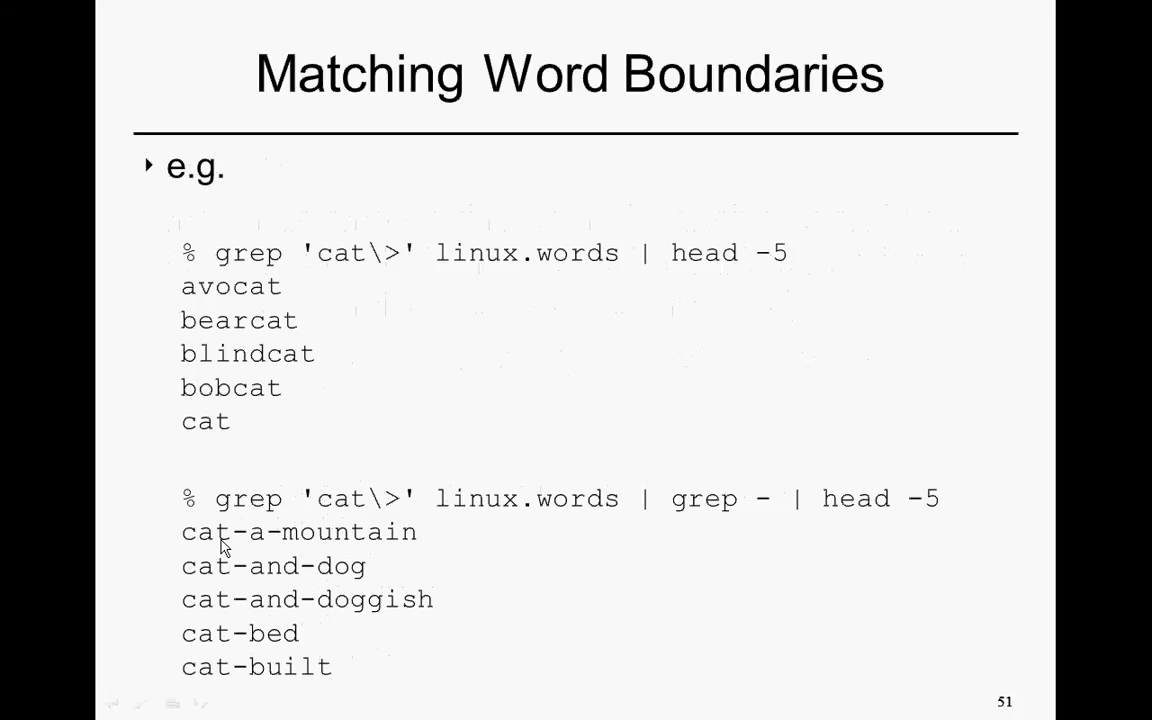 Matching Word Boundaries
e.g.
% grep 'cat\>' linux.words | head -5
avocat
bearcat
blindcat
bobcat
cat
% grep 'cat\>' linux.words | grep - | head -5
cat-a-mountain
cat-and-dog
cat-and-doggish
cat-bed
cat-built
51